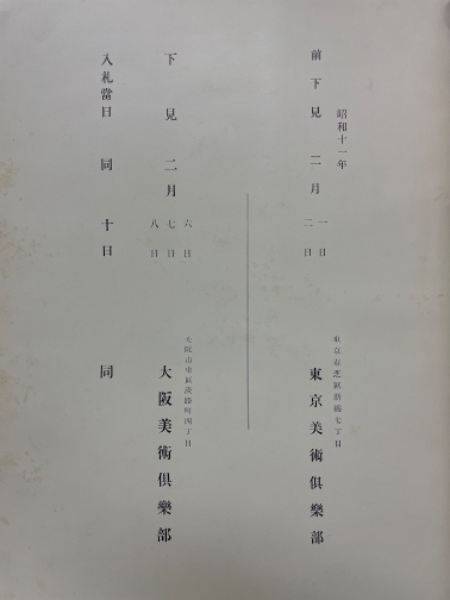 昭和十一年
前下見 二月 一日 二日
東京市芝區新橋七丁目
東京美術俱樂部
下見 二月 六日 七日 八日
大阪市東區淡路町四丁目
大阪美術俱樂部
入札當日 同 十日 同